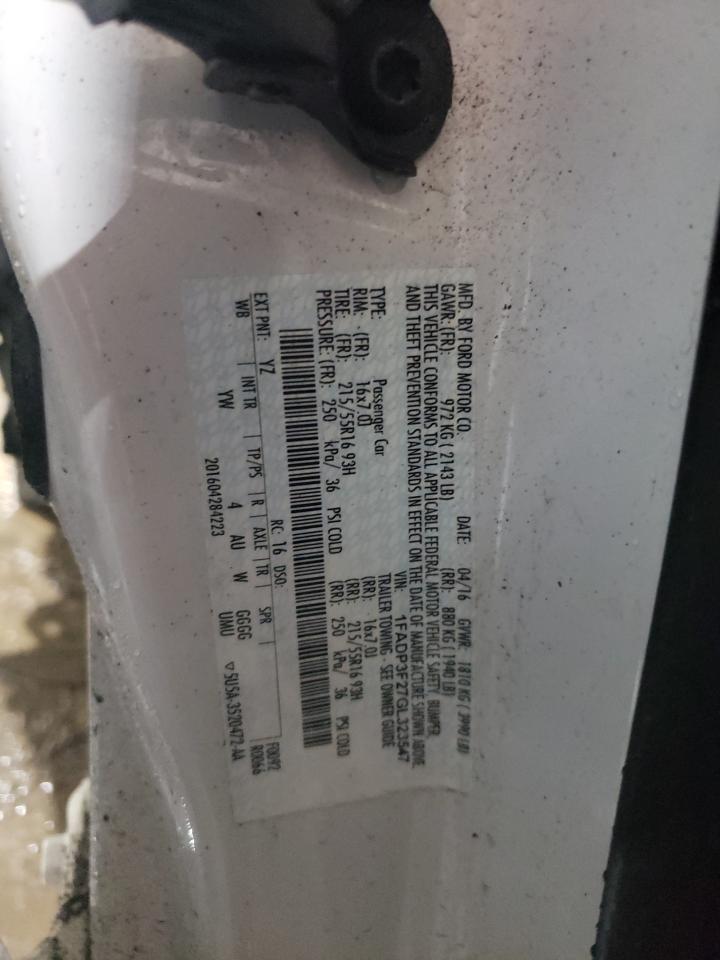 MFD. BY FORD MOTOR CO. DATE: 04/16 GVWR: 1810 KG ( 3990 LB)
GAWR: (FR): 972 KG ( 2143 LB) (RR): 880 KG ( 1940 LB)
THIS VEHICLE CONFORMS TO ALL APPLICABLE FEDERAL MOTOR VEHICLE SAFETY, BUMPER,
AND THEFT PREVENTION STANDARDS IN EFFECT ON THE DATE OF MANUFACTURE SHOWN ABOVE.
VIN: 1FADP3F27GL323547
TYPE: Passenger Car TRAILER TOWING - SEE OWNER GUIDE
RIM: (FR): 16x7.0J (RR): 16x7.0J
TIRE: (FR): 215/55R16 93H (RR): 215/55R16 93H
PRESSURE: (FR): 250 kPa/ 36 PSI COLD (RR): 250 kPa/ 36 PSI COLD
RC: 16 DSO: F0092
EXT PNT: YZ R0066
WB INT TR TP/PS R AXLE TR SPR
YW 4 AU W GGGG
UMU
201604284223 ▽5U5A-3520472-AA